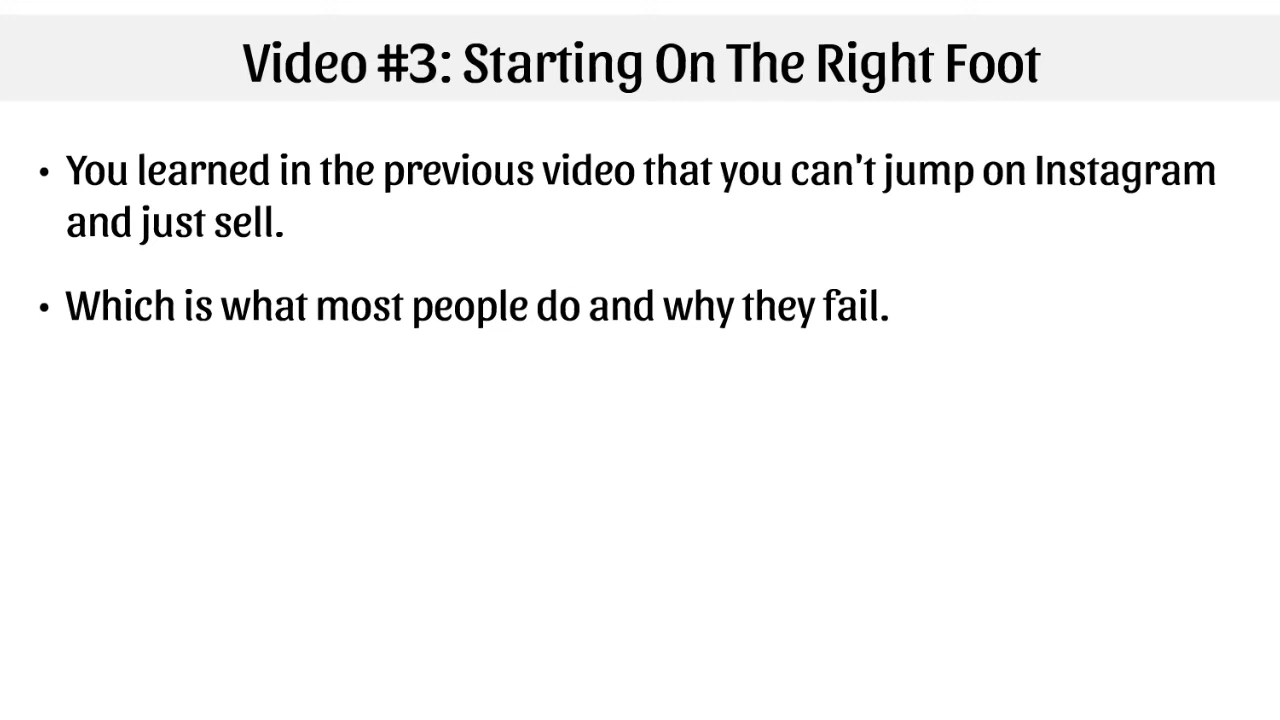 Video #3: Starting On The Right Foot
• You learned in the previous video that you can't jump on Instagram
and just sell.
• Which is what most people do and why they fail.